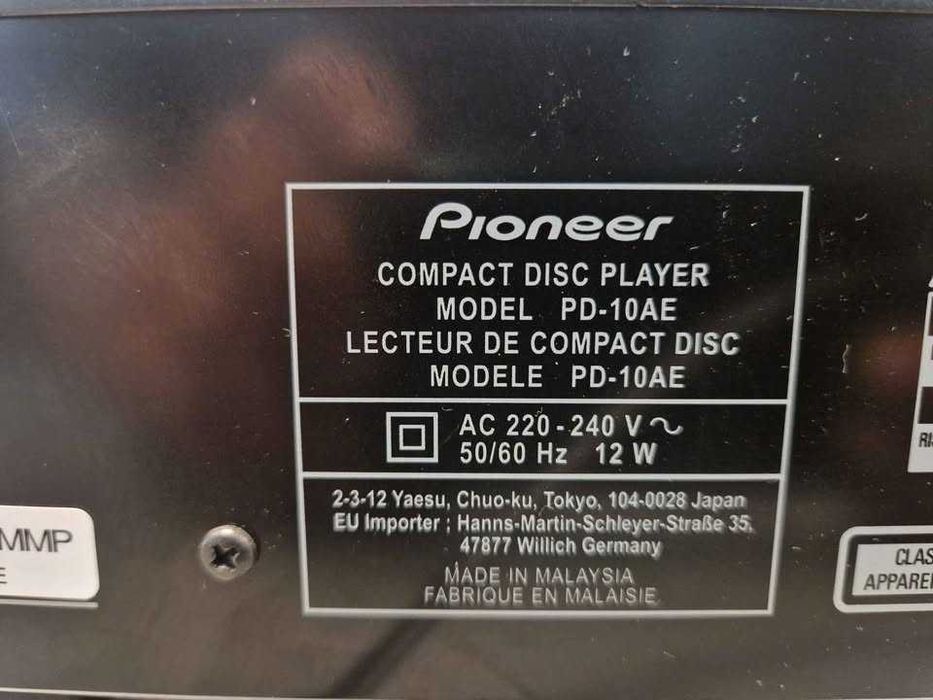 Pioneer
COMPACT DISC PLAYER
MODEL PD-10AE
LECTEUR DE COMPACT DISC
MODELE PD-10AE
AC 220 - 240 V ~
50/60 Hz 12 W
2-3-12 Yaesu, Chuo-ku, Tokyo, 104-0028 Japan
EU Importer ; Hanns-Martin-Schleyer-Straße 35,
47877 Willich Germany
MADE IN MALAYSIA
FABRIQUE EN MALAISIE
MMP
E
RIS
CLAS
APPAREI